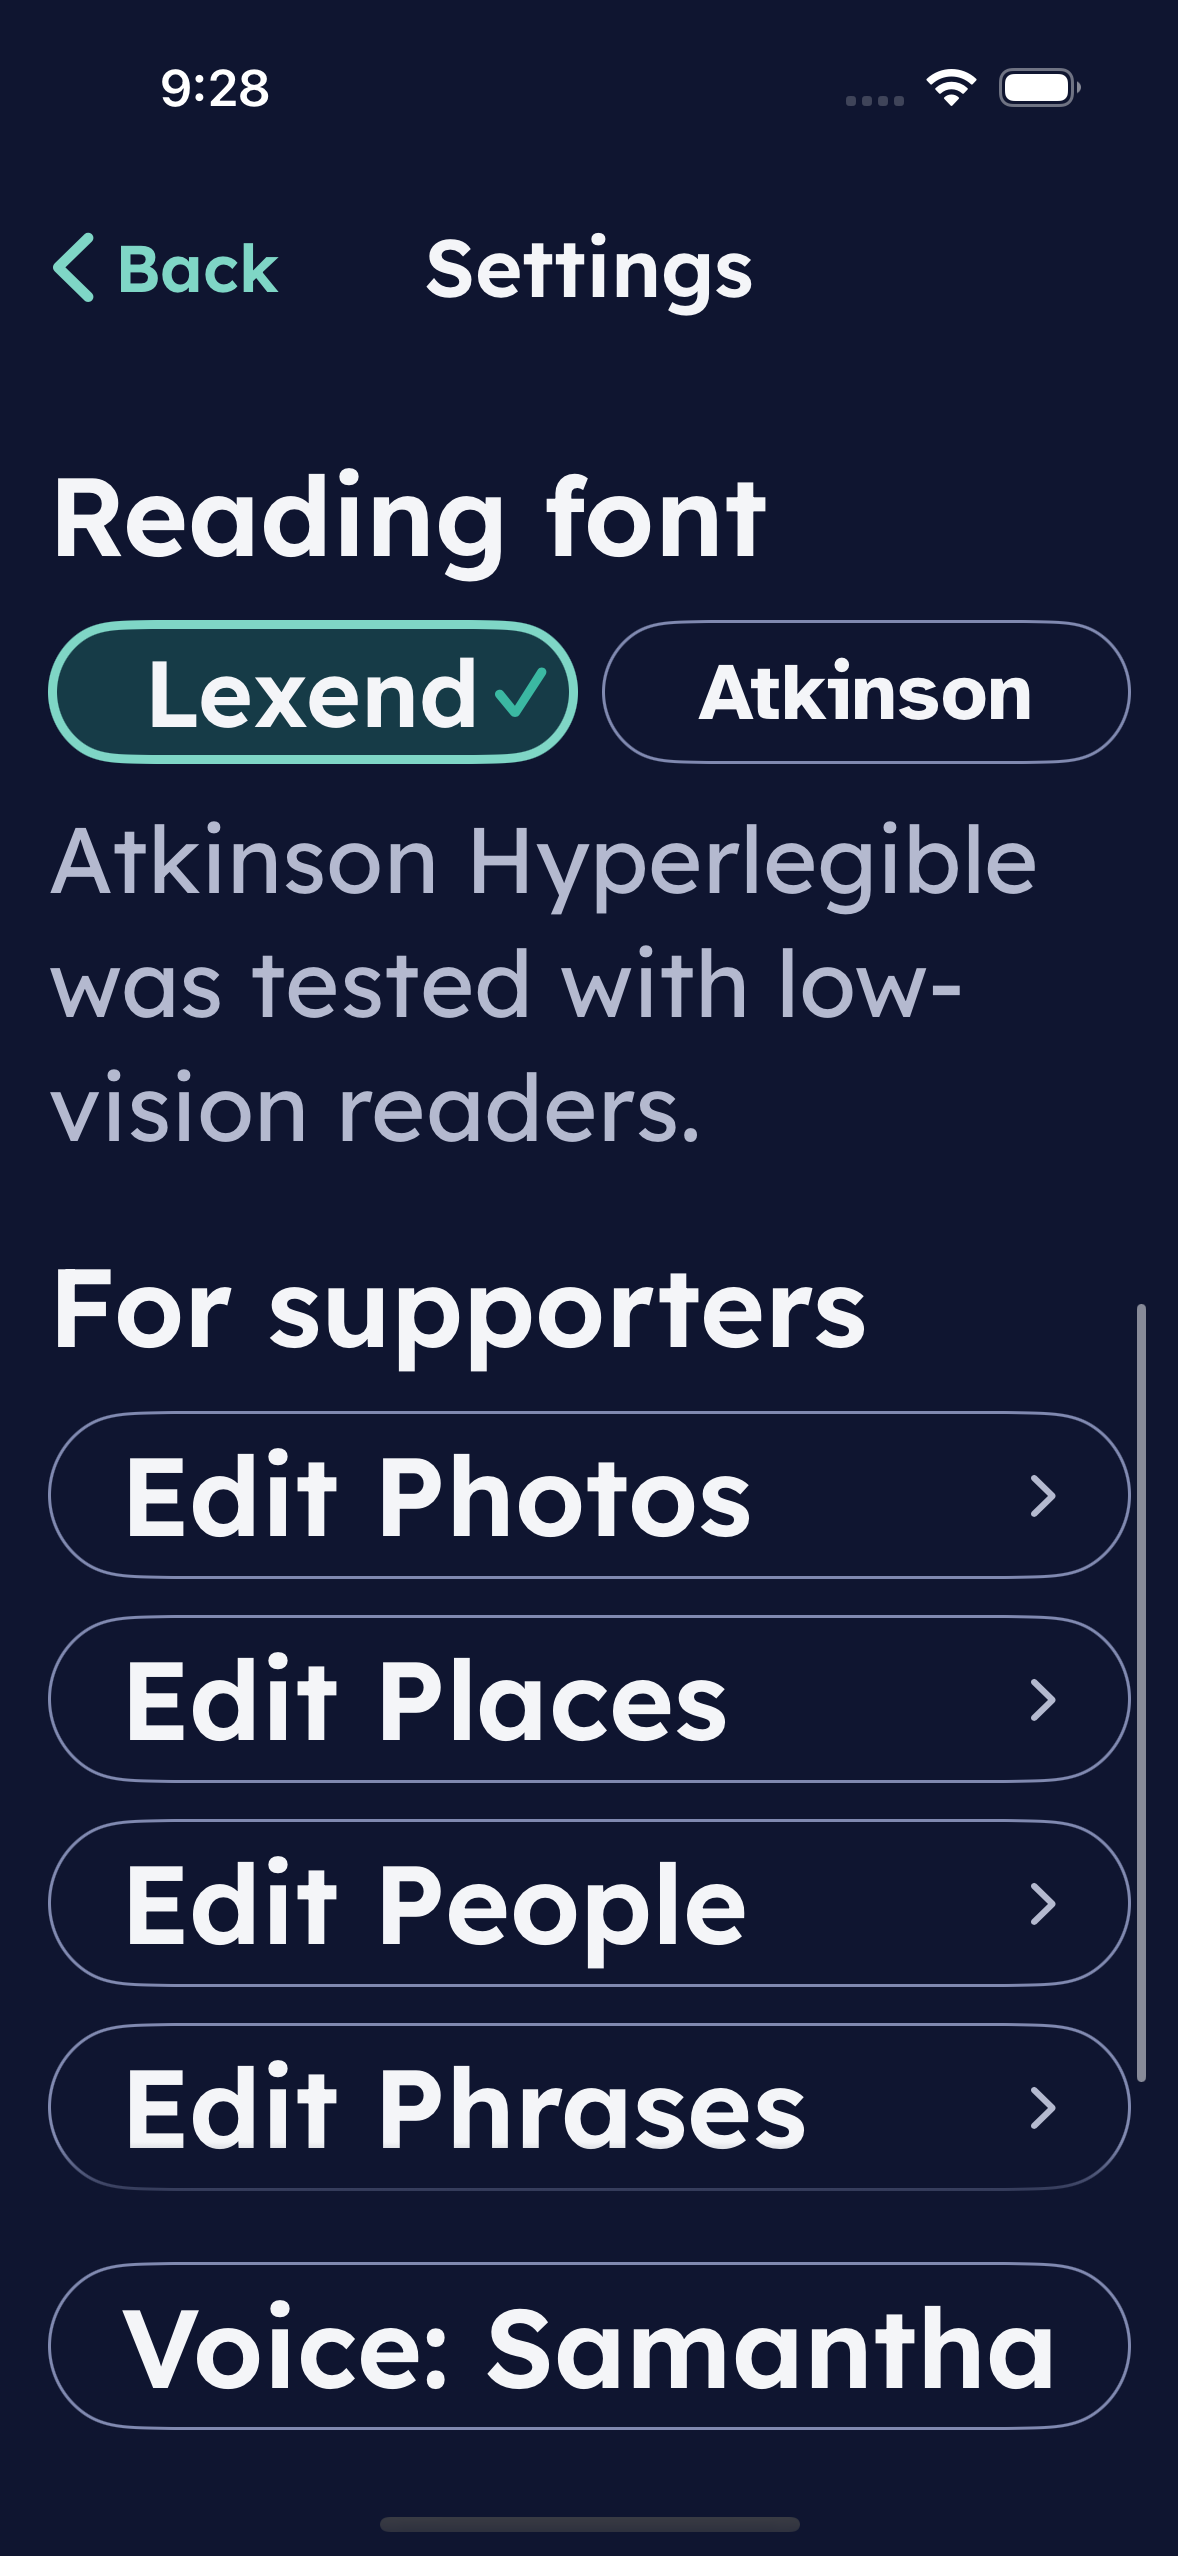 9:28
Back
Settings
Reading font
Lexend
Atkinson
Atkinson Hyperlegible
was tested with low-
vision readers.
For supporters
Edit Photos
Edit Places
Edit People
Edit Phrases
Voice: Samantha